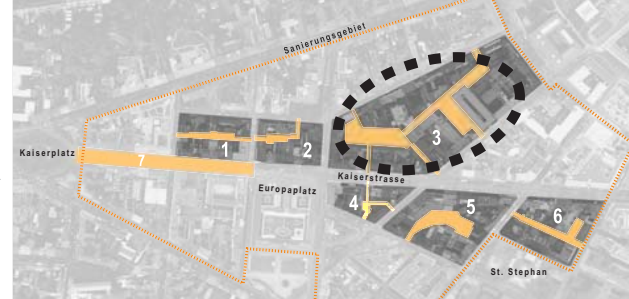 Sanierungsgebiet
Kaiserplatz
7
1
2
3
Kaiserstrasse
Europaplatz
4
5
6
St. Stephan